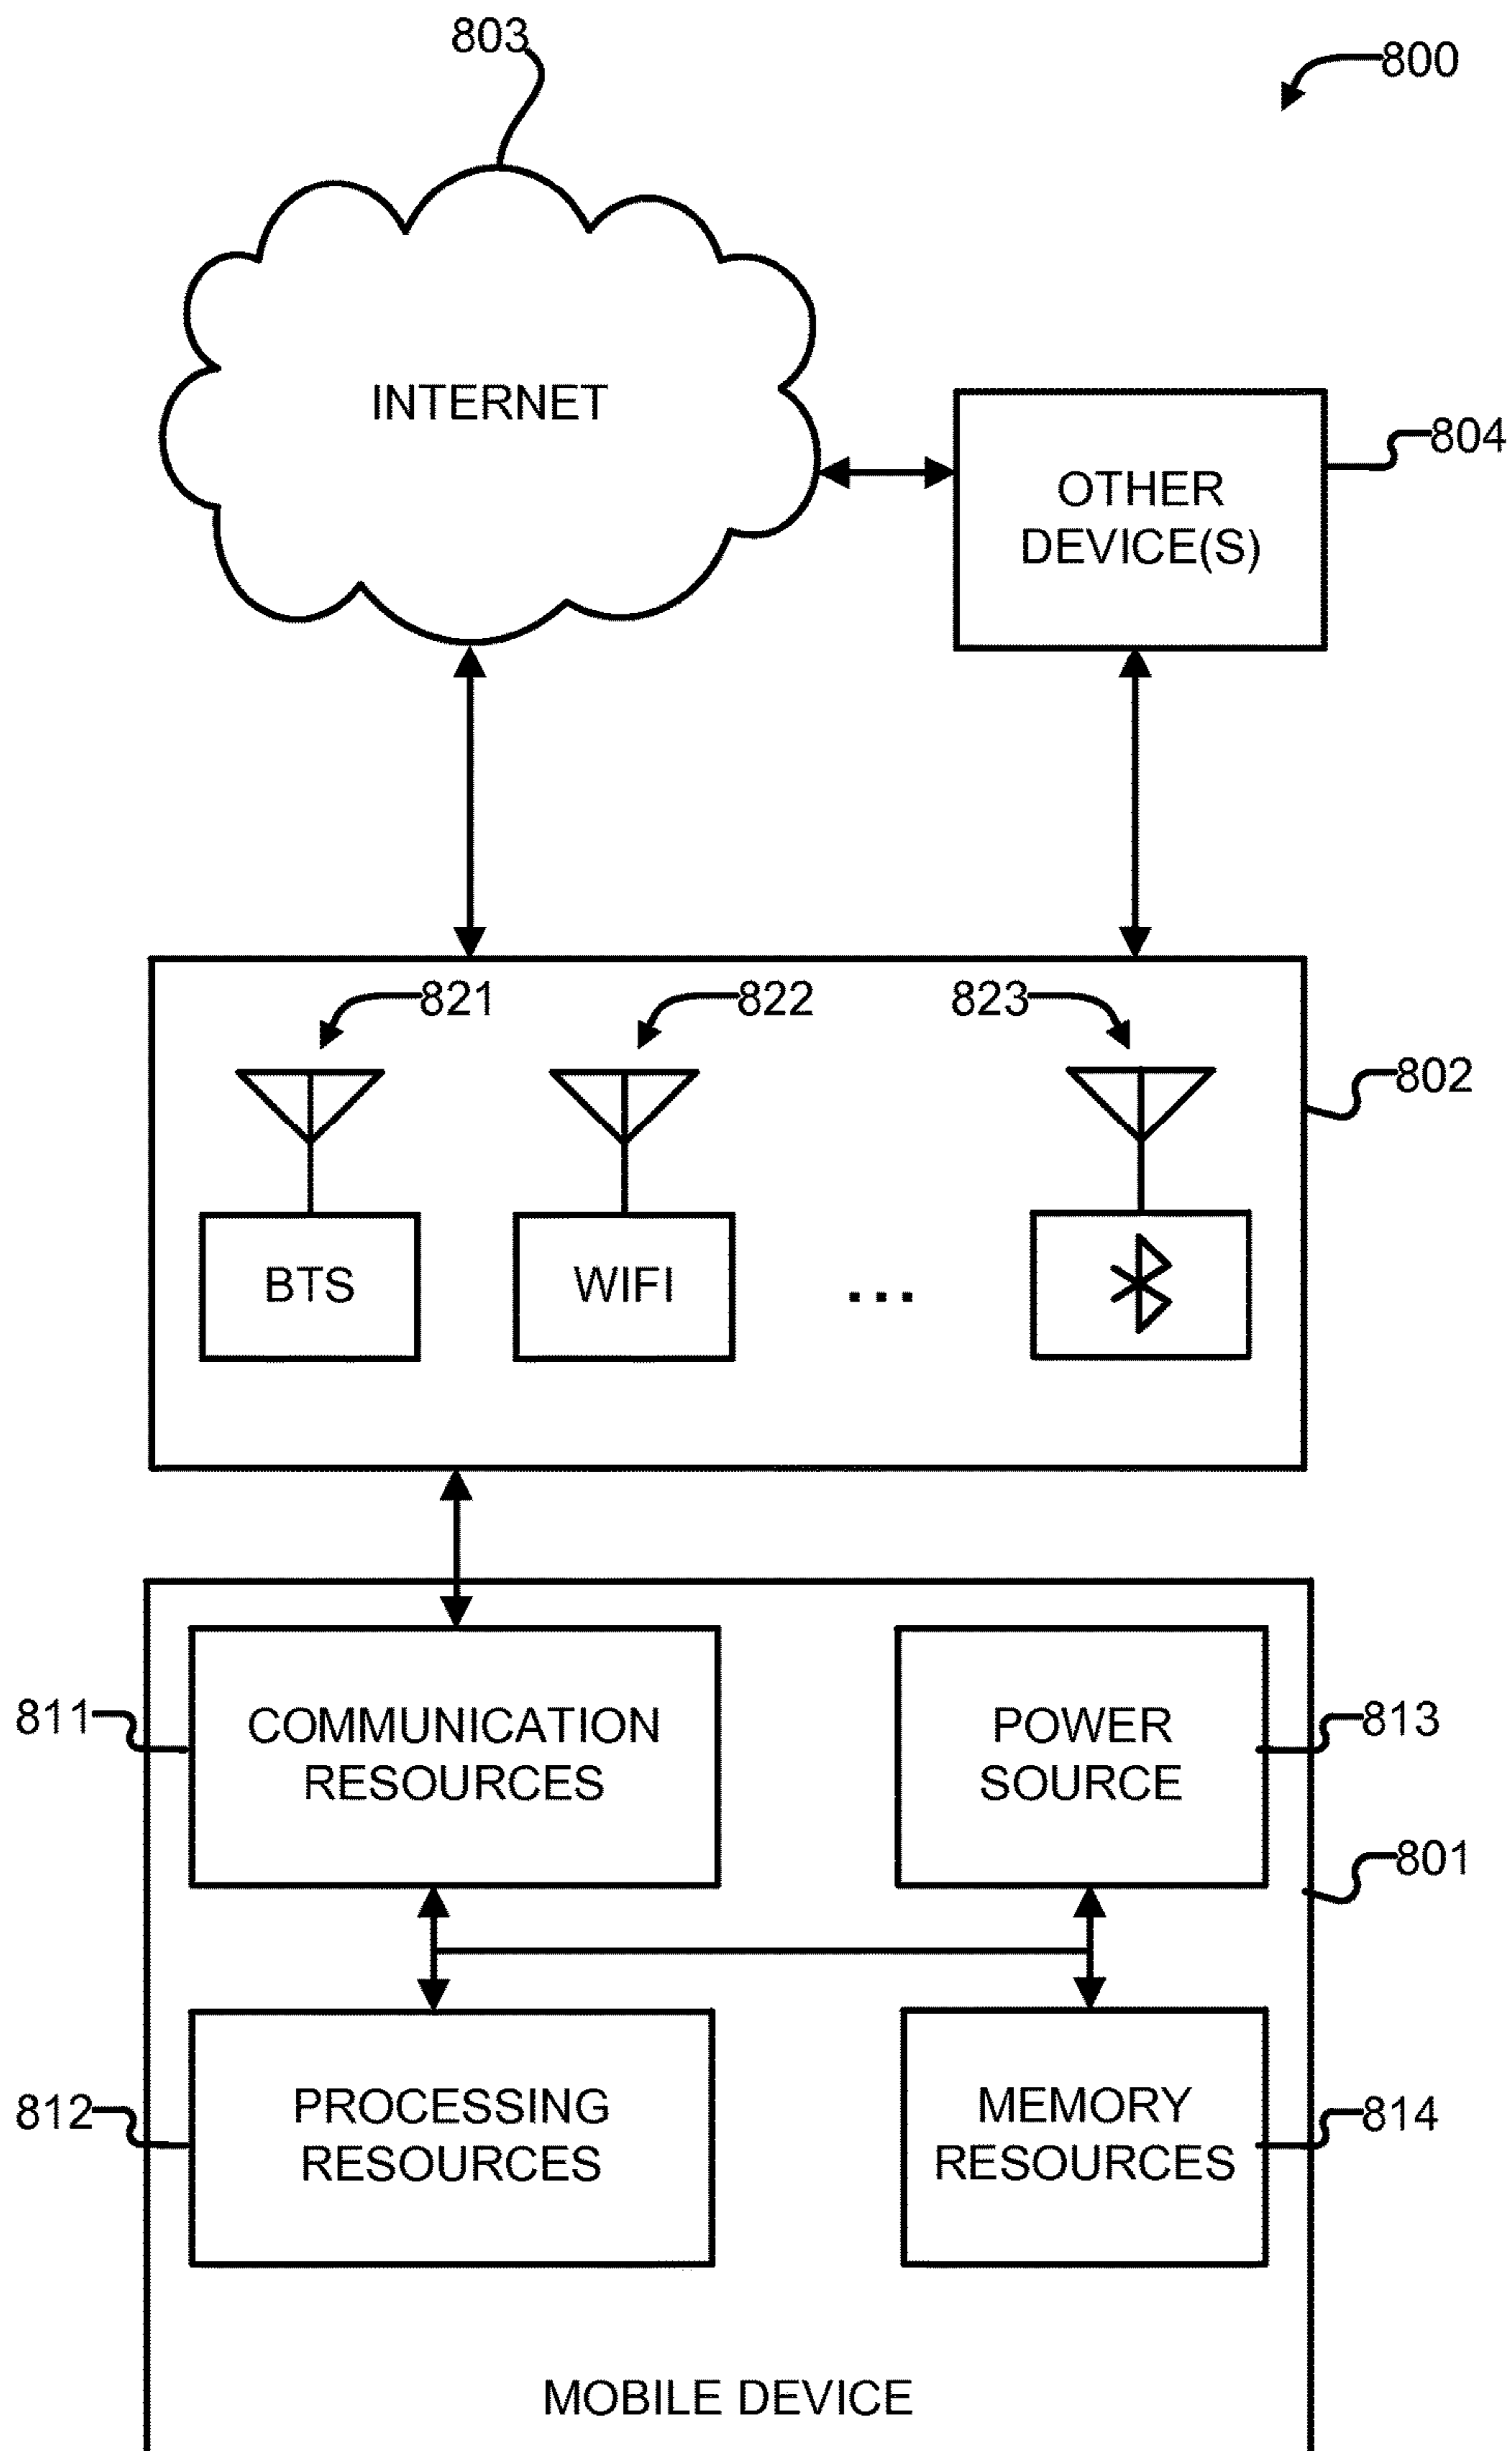 803
800
INTERNET
804
OTHER
DEVICE(S)
821
822
823
802
BTS
WIFI
...
811
COMMUNICATION
RESOURCES
POWER
SOURCE
813
801
812
PROCESSING
RESOURCES
MEMORY
RESOURCES
814
MOBILE DEVICE